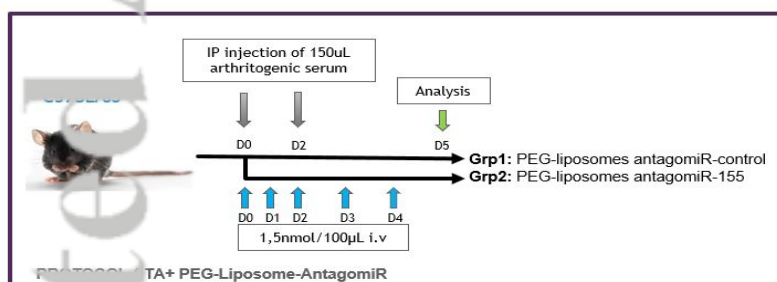 IP injection of 150uL
arthritogenic serum
Analysis
D0
D2
D5
Grp1: PEG-liposomes antagomiR-control
Grp2: PEG-liposomes antagomiR-155
D0
D1
D2
D3
D4
1,5nmol/100µL i.v
TA+ PEG-Liposome-AntagomiR